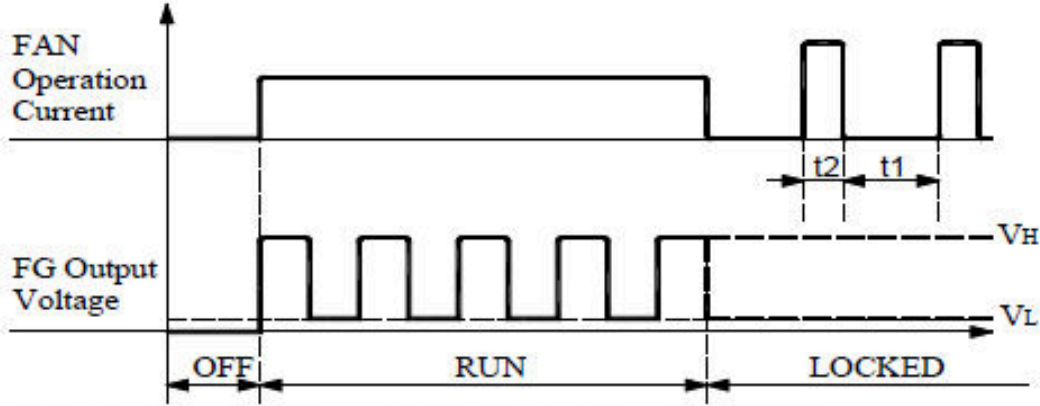 FAN
Operation
Current
t2 t1
VH
FG Output
Voltage
VL
OFF RUN LOCKED